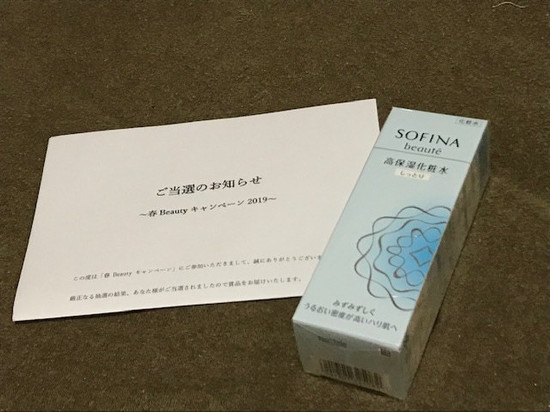 ご当選のお知らせ
～春 Beauty キャンペーン 2019～
この度は「春 Beauty キャンペーン」にご参加いただきまして、誠にありがとうござい
厳正なる抽選の結果、あなた様がご当選されましたので賞品をお届けいたします。
化粧水
SOFINA
beauté
高保湿化粧水
しっとり
みずみずしく
うるおい密度が高いハリ肌へ